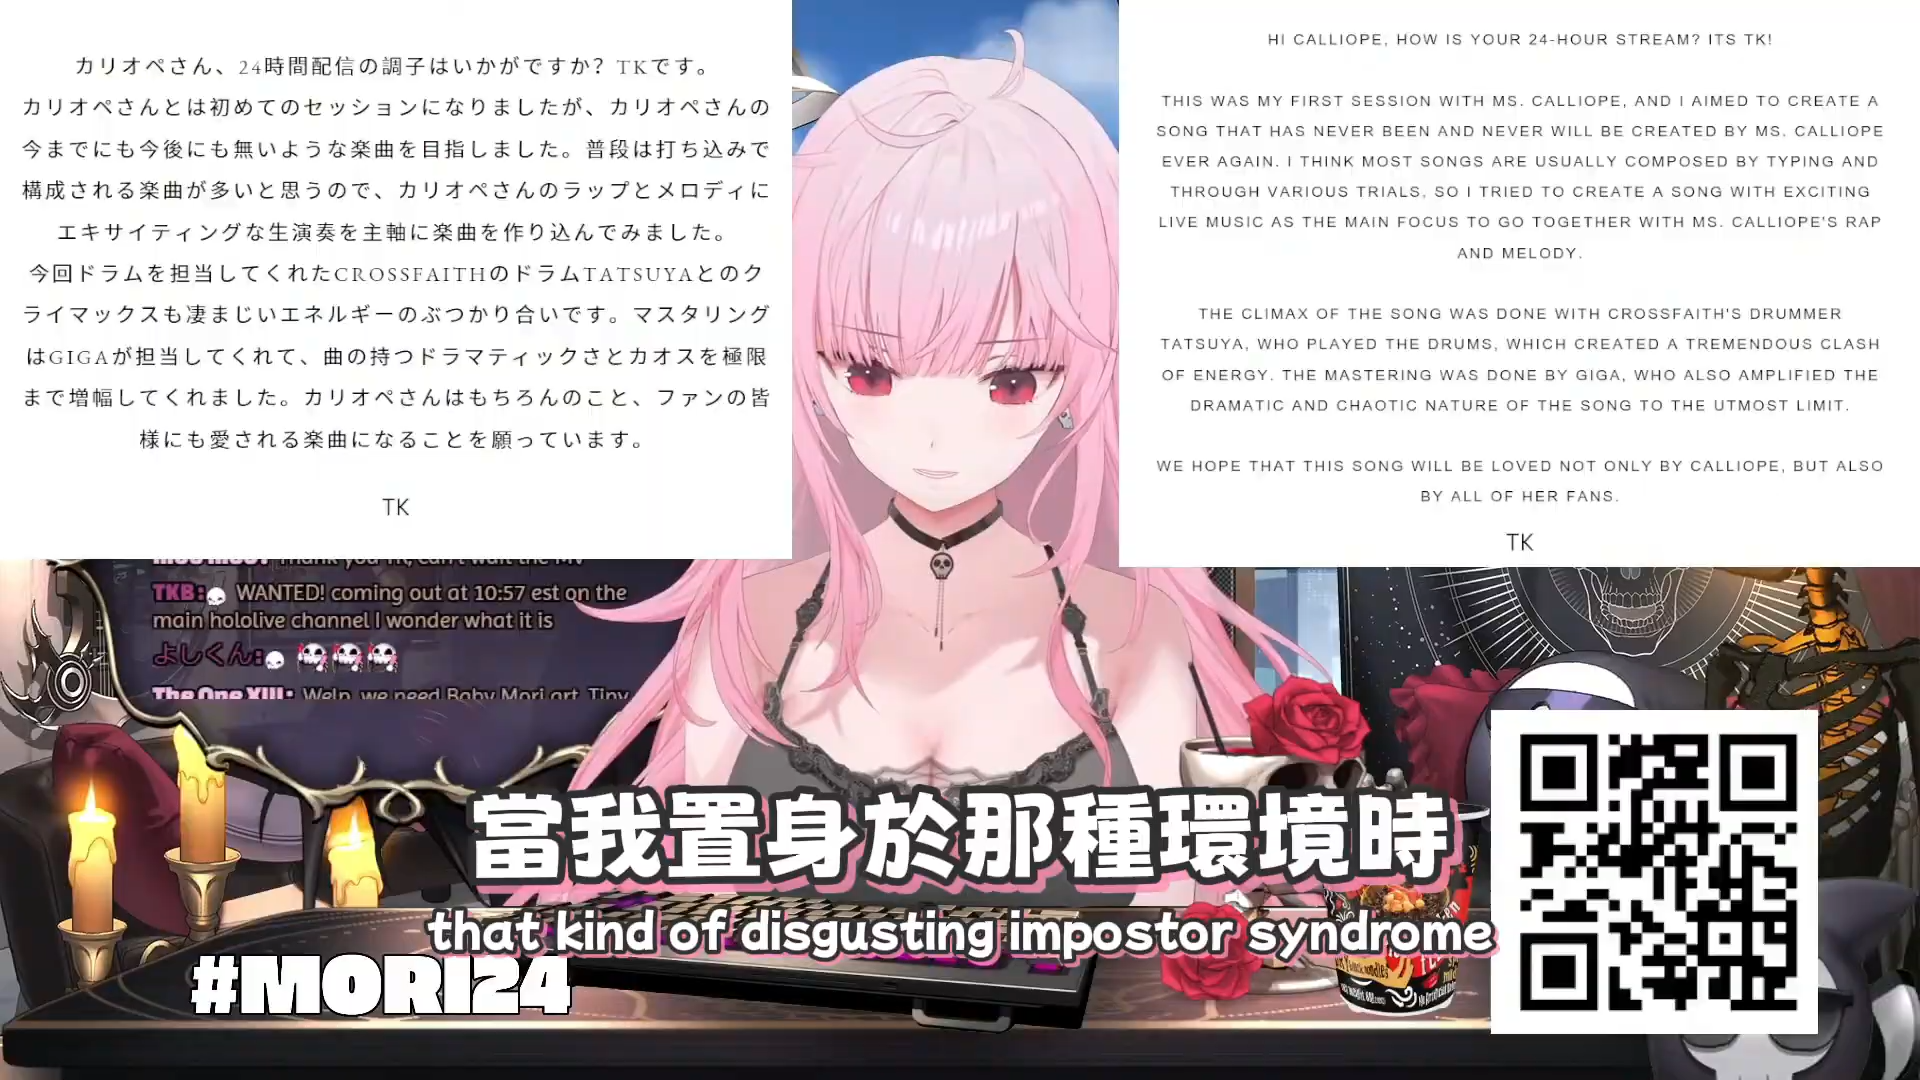 カリオペさん、24時間配信の調子はいかがですか？TKです。
カリオペさんとは初めてのセッションになりましたが、カリオペさんの
今までにも今後にも無いような楽曲を目指しました。普段は打ち込みで
構成される楽曲が多いと思うので、カリオペさんのラップとメロディに
エキサイティングな生演奏を主軸に楽曲を作り込んでみました。
今回ドラムを担当してくれたCROSSFAITHのドラムTATSUYAとのク
ライマックスも凄まじいエネルギーのぶつかり合いです。マスタリング
はGIGAが担当してくれて、曲の持つドラマティックさとカオスを極限
まで増幅してくれました。カリオペさんはもちろんのこと、ファンの皆
様にも愛される楽曲になることを願っています。
TK
HI CALLIOPE, HOW IS YOUR 24-HOUR STREAM? ITS TK!
THIS WAS MY FIRST SESSION WITH MS. CALLIOPE, AND I AIMED TO CREATE A
SONG THAT HAS NEVER BEEN AND NEVER WILL BE CREATED BY MS. CALLIOPE
EVER AGAIN. I THINK MOST SONGS ARE USUALLY COMPOSED BY TYPING AND
THROUGH VARIOUS TRIALS, SO I TRIED TO CREATE A SONG WITH EXCITING
LIVE MUSIC AS THE MAIN FOCUS TO GO TOGETHER WITH MS. CALLIOPE'S RAP
AND MELODY.
THE CLIMAX OF THE SONG WAS DONE WITH CROSSFAITH'S DRUMMER
TATSUYA, WHO PLAYED THE DRUMS, WHICH CREATED A TREMENDOUS CLASH
OF ENERGY. THE MASTERING WAS DONE BY GIGA, WHO ALSO AMPLIFIED THE
DRAMATIC AND CHAOTIC NATURE OF THE SONG TO THE UTMOST LIMIT.
WE HOPE THAT THIS SONG WILL BE LOVED NOT ONLY BY CALLIOPE, BUT ALSO
BY ALL OF HER FANS.
TK
Thank you TK, can't wait the MV
TKB: WANTED! coming out at 10:57 est on the
main hololive channel I wonder what it is
よしくん:
The One XIII: Welp, we need Baby Mori art. Tiny
當我置身於那種環境時
that kind of disgusting impostor syndrome
#MORI24